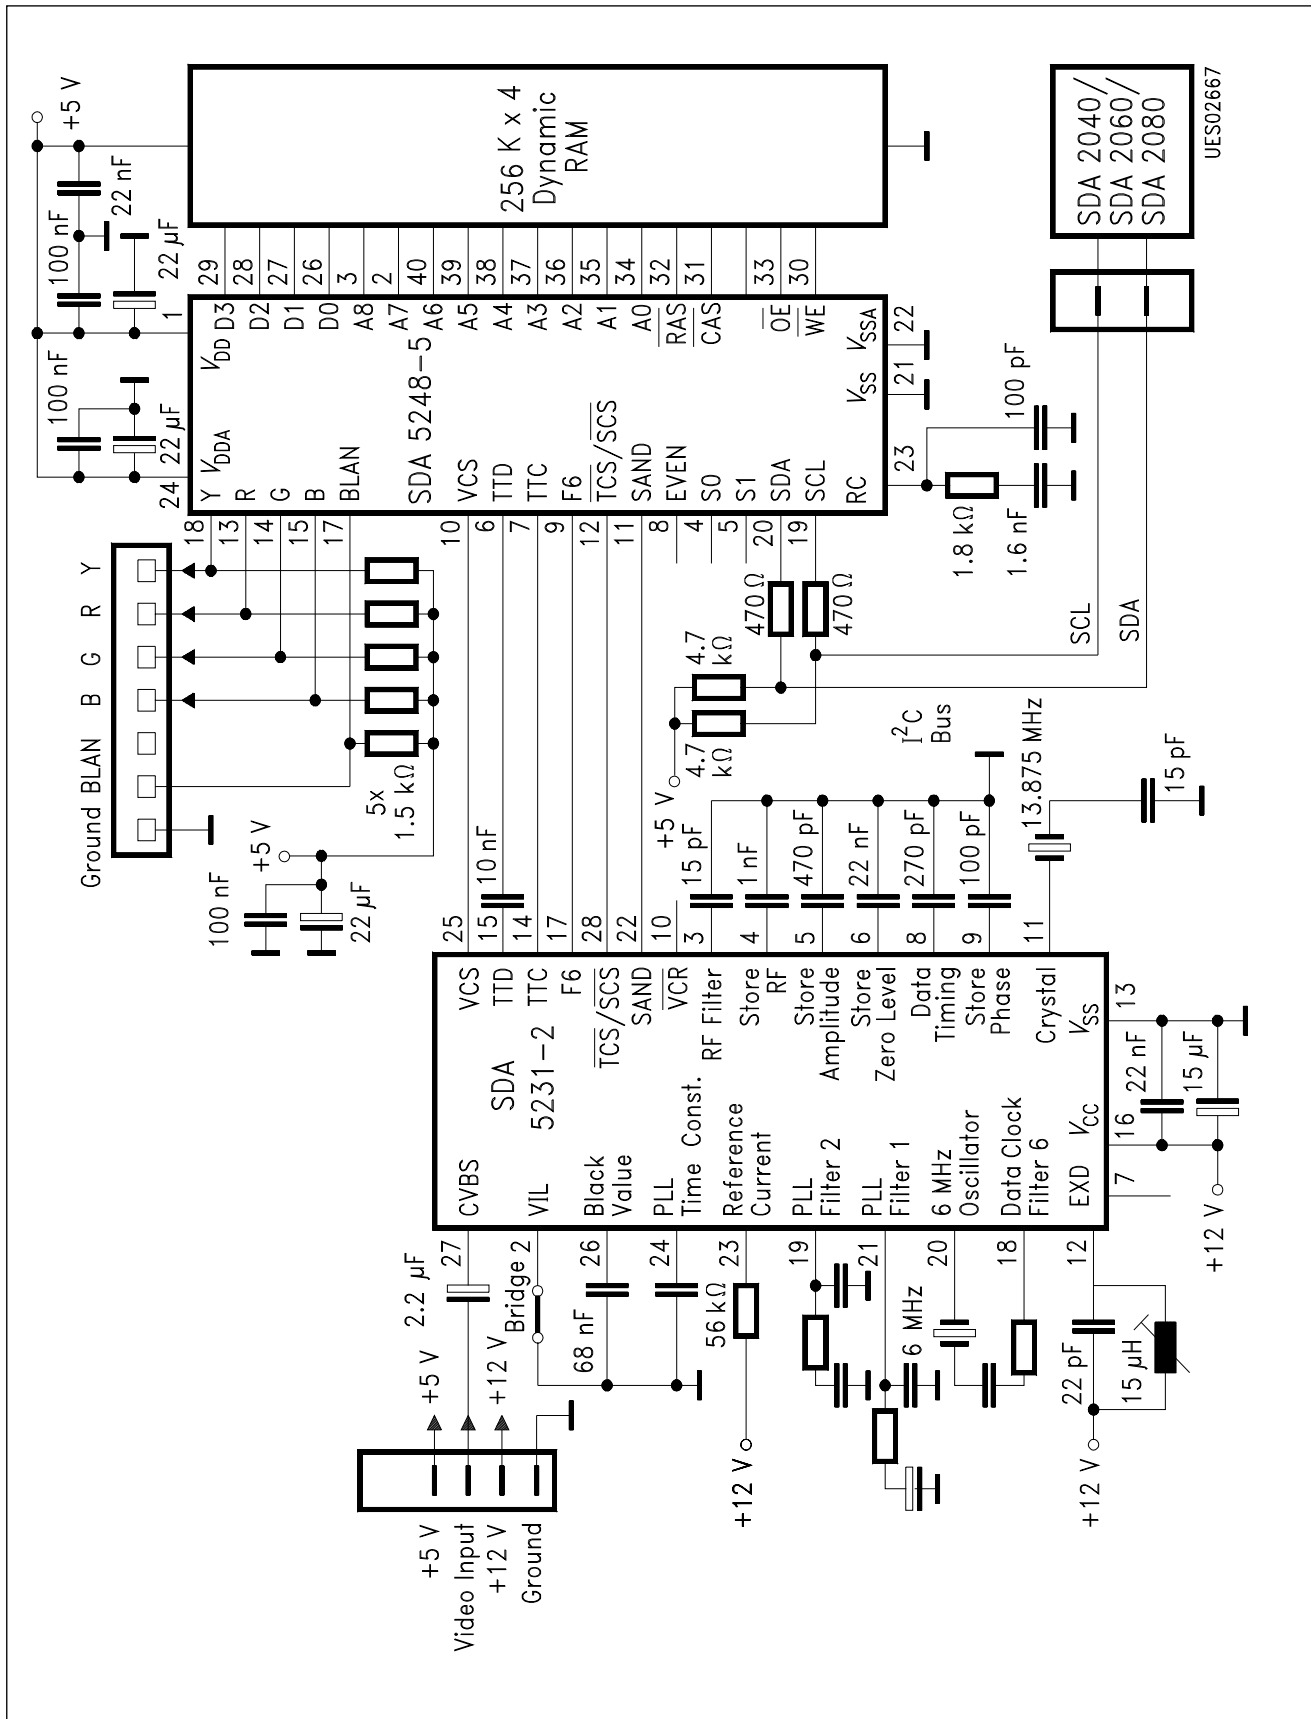 +5 V
22 nF
100 nF
22 µF
100 nF
22 µF
256 K x 4
Dynamic
RAM
SDA 2040/
SDA 2060/
SDA 2080
UES02667
29
28
27
26
3
2
40
39
38
37
36
35
34
32
31
33
30
1
24
V_DD
V_DDA
D3
D2
D1
D0
A8
A7
A6
A5
A4
A3
A2
A1
A0
RAS
CAS
OE
WE
SDA 5248-5
Y
R
G
B
BLAN
VCS
TTD
TTC
F6
TCS/SCS
SAND
EVEN
S0
S1
SDA
SCL
RC
V_SS
V_SSA
21
22
23
18
13
14
15
17
10
6
7
9
12
11
8
4
5
20
19
100 pF
1.8 kΩ
1.6 nF
Y
R
G
B
BLAN
Ground
5x
1.5 kΩ
+5 V
100 nF
22 µF
470 Ω
470 Ω
4.7
kΩ
4.7
kΩ
+5 V
SCL
SDA
I²C
Bus
10 nF
15 pF
1 nF
470 pF
22 nF
270 pF
100 pF
13.875 MHz
15 pF
25
15
14
17
28
22
10
3
4
5
6
8
9
11
VCS
TTD
TTC
F6
TCS/SCS
SAND
VCR
RF Filter
Store
RF
Store
Amplitude
Store
Zero Level
Data
Timing
Store
Phase
Crystal
V_SS
13
SDA
5231-2
22 nF
15 µF
V_CC
16
EXD
7
+12 V
CVBS
VIL
Black
Value
PLL
Time Const.
Reference
Current
PLL
Filter 2
PLL
Filter 1
6 MHz
Oscillator
Data Clock
Filter 6
27
2
26
24
23
19
21
20
18
12
2.2 µF
Bridge
68 nF
56 kΩ
6 MHz
22 pF
15 µH
+5 V
+12 V
+12 V
+12 V
+5 V
Video Input
+12 V
Ground